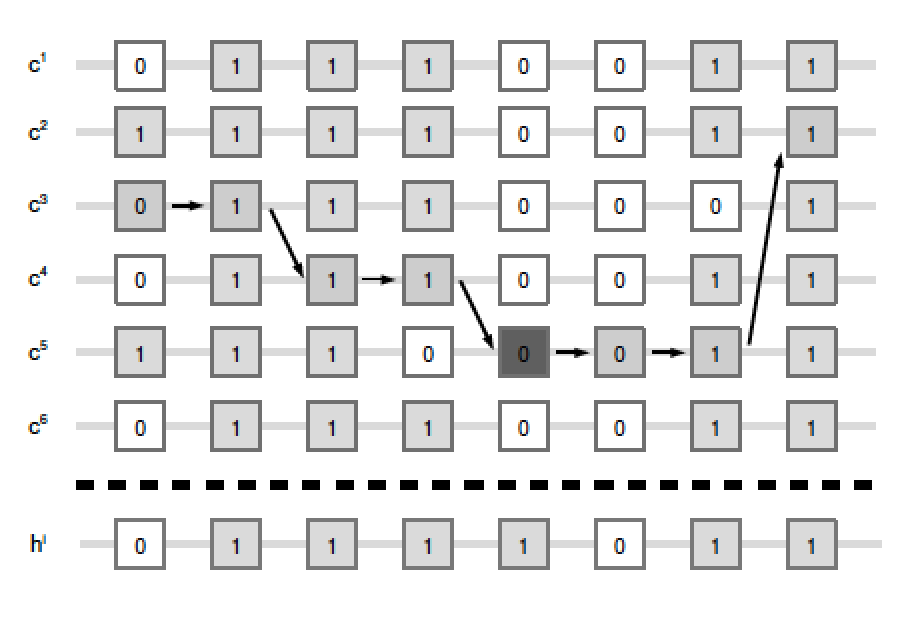 c¹ 0 1 1 1 0 0 1 1
c² 1 1 1 1 0 0 1 1
c³ 0 1 1 1 0 0 0 1
c⁴ 0 1 1 1 0 0 1 1
c⁵ 1 1 1 0 0 0 1 1
c⁶ 0 1 1 1 0 0 1 1
hⁱ 0 1 1 1 1 0 1 1